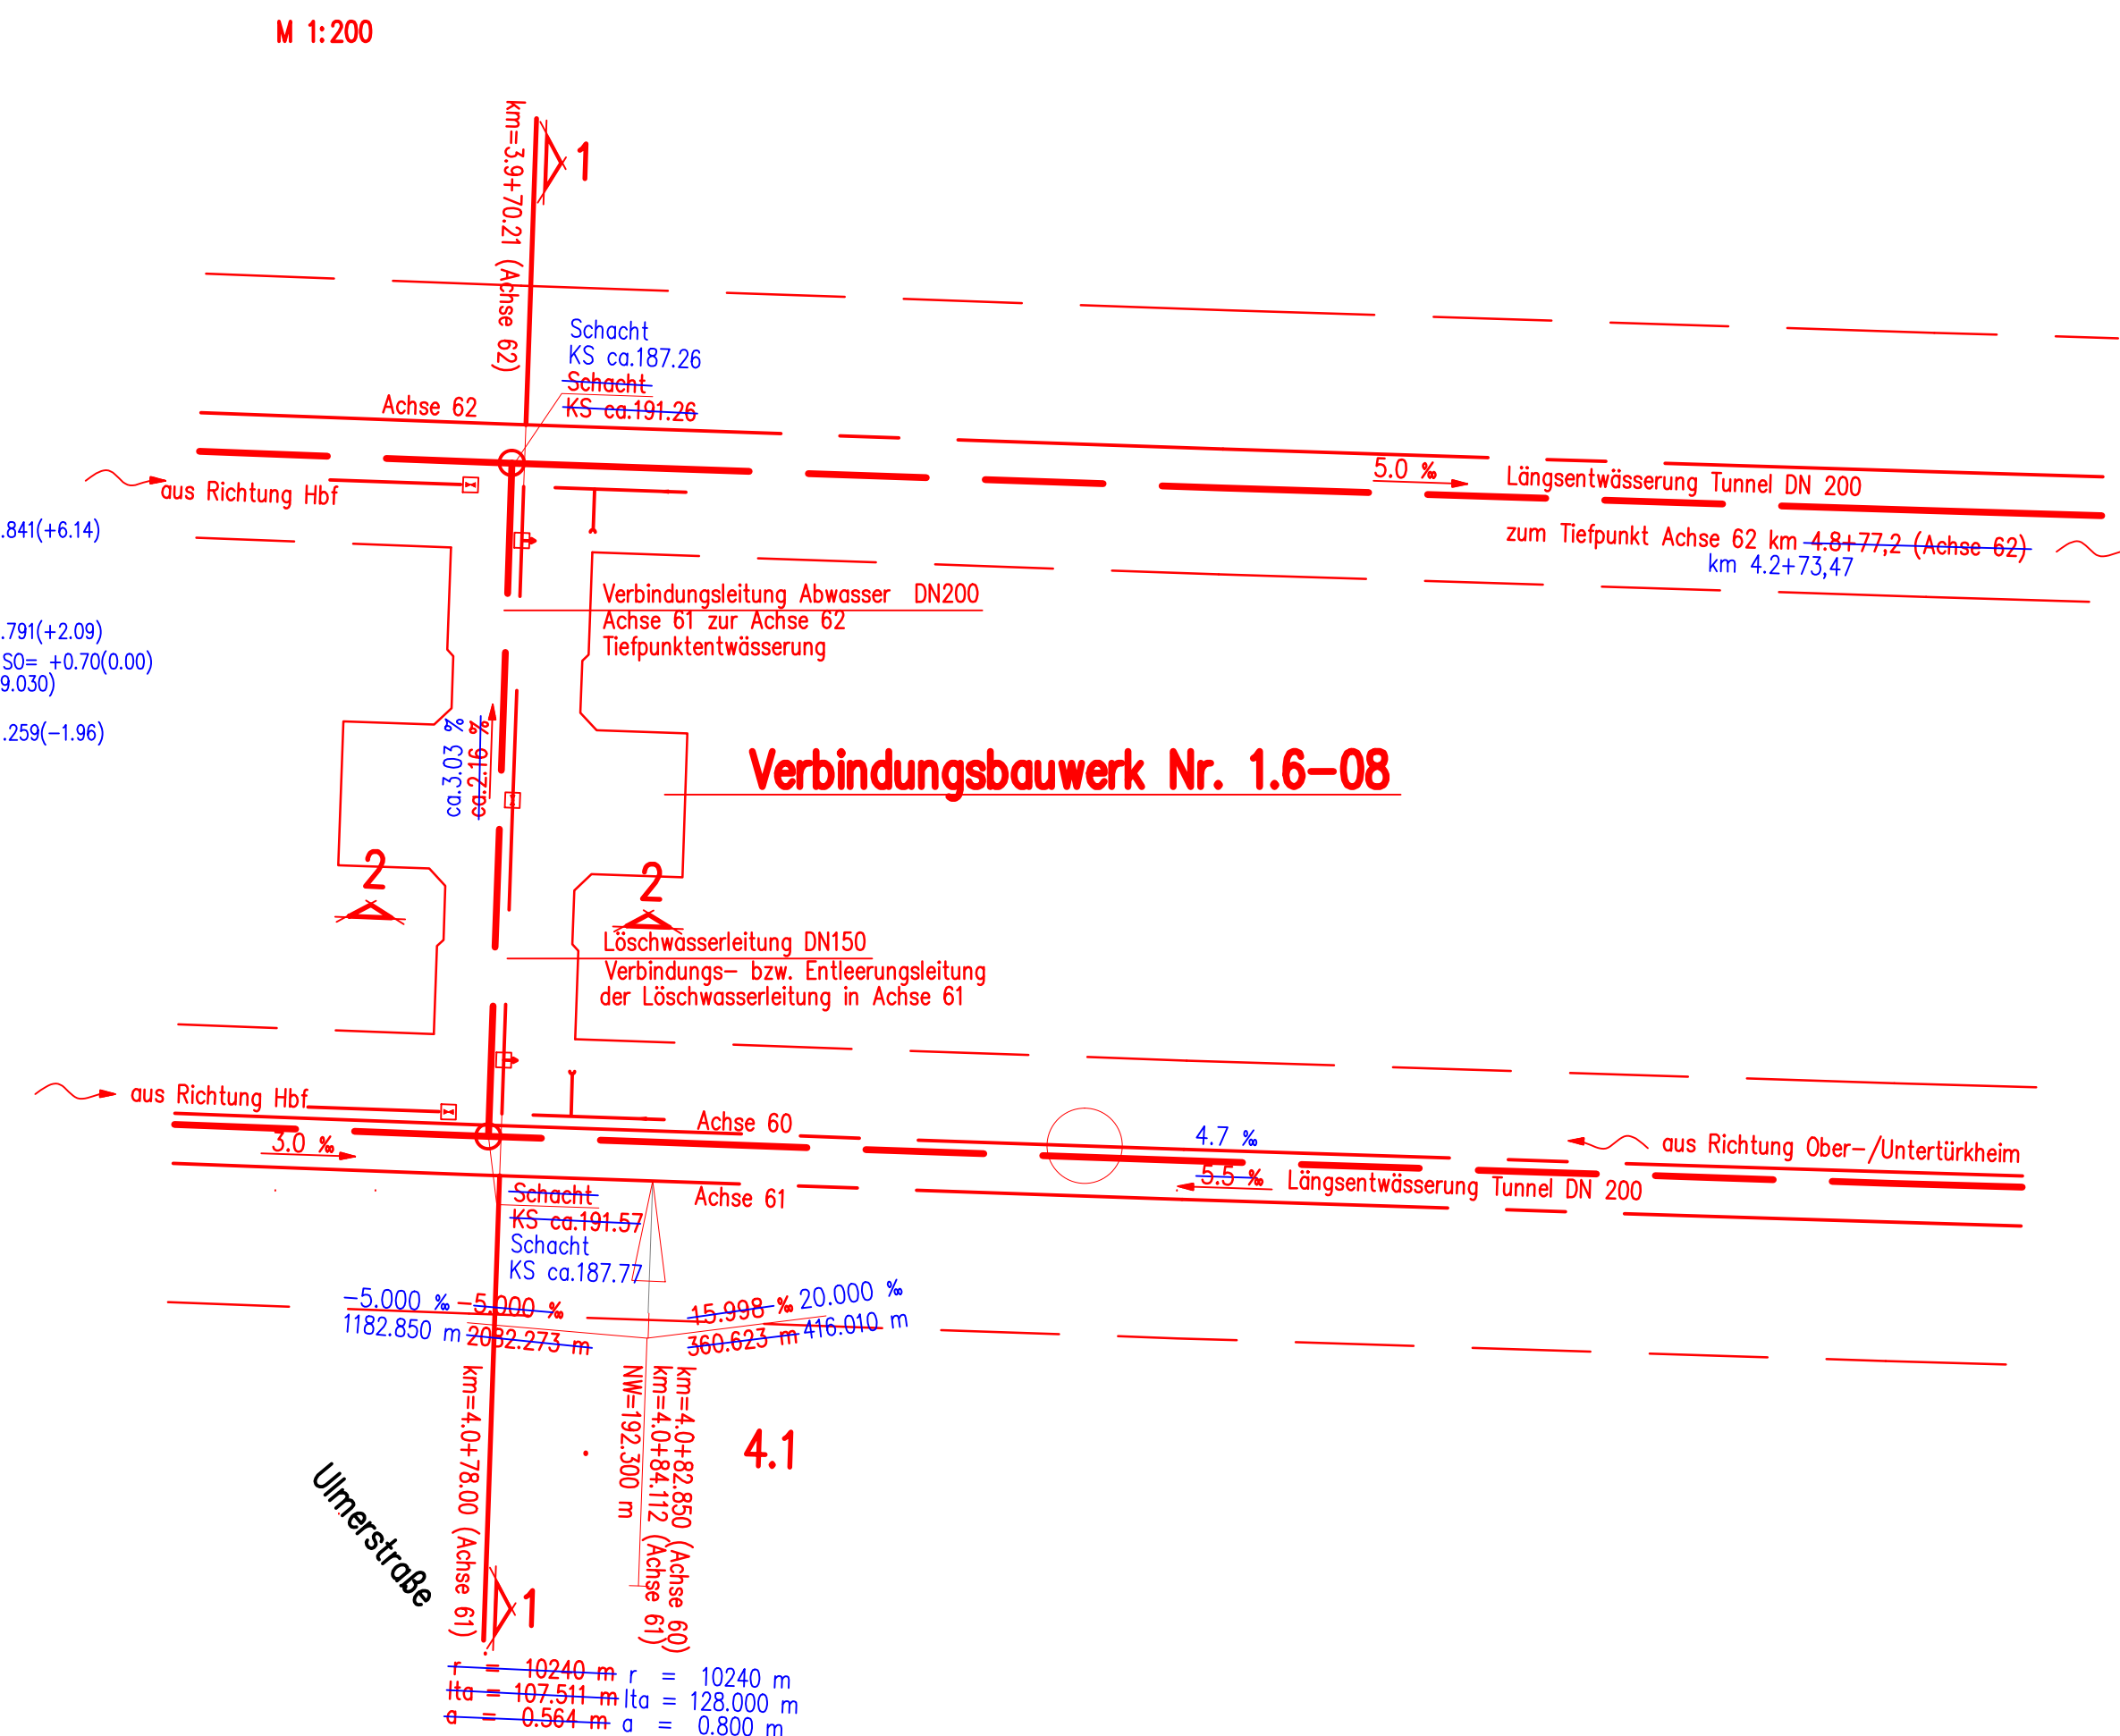 M 1:200
km=3.9+70.21 (Achse 62)
1
Schacht
KS ca.187.26
Schacht
KS ca.191.26
Achse 62
aus Richtung Hbf
5.0 ‰
Längsentwässerung Tunnel DN 200
zum Tiefpunkt Achse 62 km 4.8+77,2 (Achse 62)
km 4.2+73,47
.841(+6.14)
.791(+2.09)
SO= +0.70(0.00)
9.030)
.259(-1.96)
Verbindungsleitung Abwasser DN200
Achse 61 zur Achse 62
Tiefpunktentwässerung
ca.3.03 %
ca.2.16 %
Verbindungsbauwerk Nr. 1.6-08
2
2
Löschwasserleitung DN150
Verbindungs- bzw. Entleerungsleitung
der Löschwasserleitung in Achse 61
aus Richtung Hbf
3.0 ‰
Achse 60
4.7 ‰
5.5 ‰
aus Richtung Ober-/Untertürkheim
Längsentwässerung Tunnel DN 200
Achse 61
Schacht
KS ca.191.57
Schacht
KS ca.187.77
-5.000 ‰ -5.000 ‰
1182.850 m 2082.273 m
15.998 ‰ 20.000 ‰
360.623 m 416.010 m
km=4.0+78.00 (Achse 61)
NW=192.300 m
km=4.0+84.112 (Achse 61)
km=4.0+82.850 (Achse 60)
4.1
Ulmerstraße
1
r = 10240 m r = 10240 m
lta = 107.511 m lta = 128.000 m
a = 0.564 m a = 0.800 m